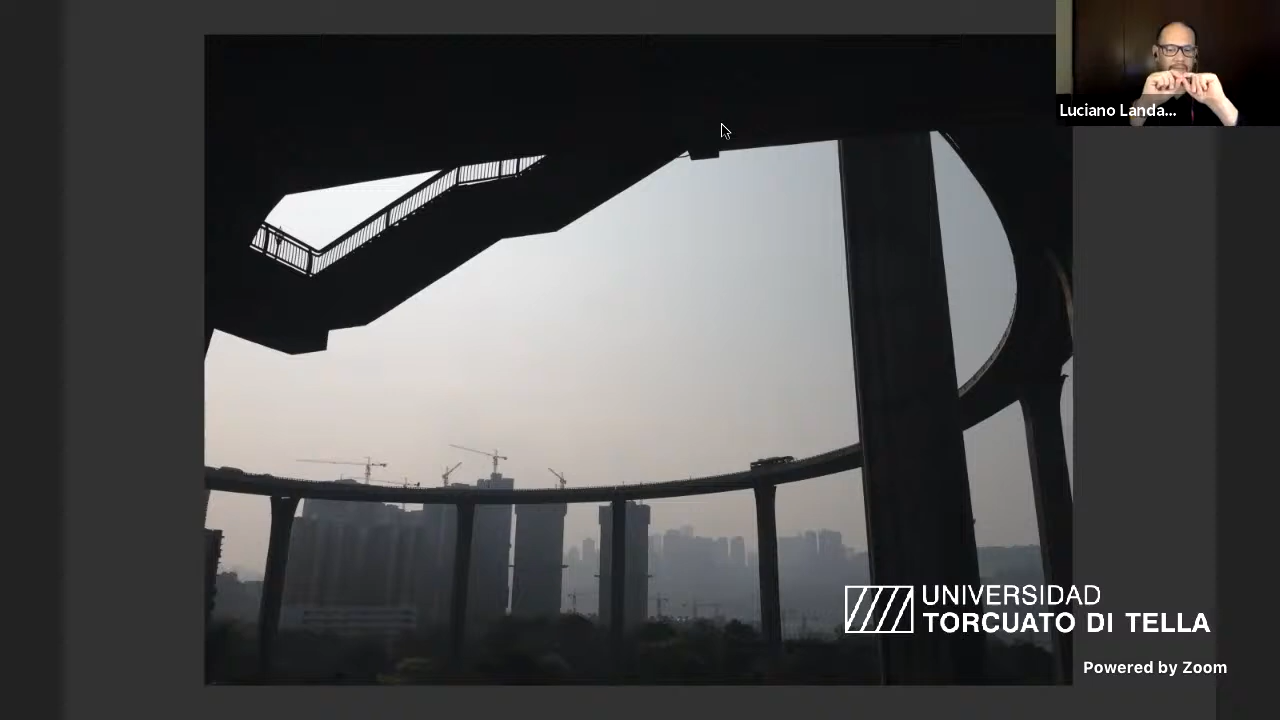 Luciano Landa...
UNIVERSIDAD
TORCUATO DI TELLA
Powered by Zoom